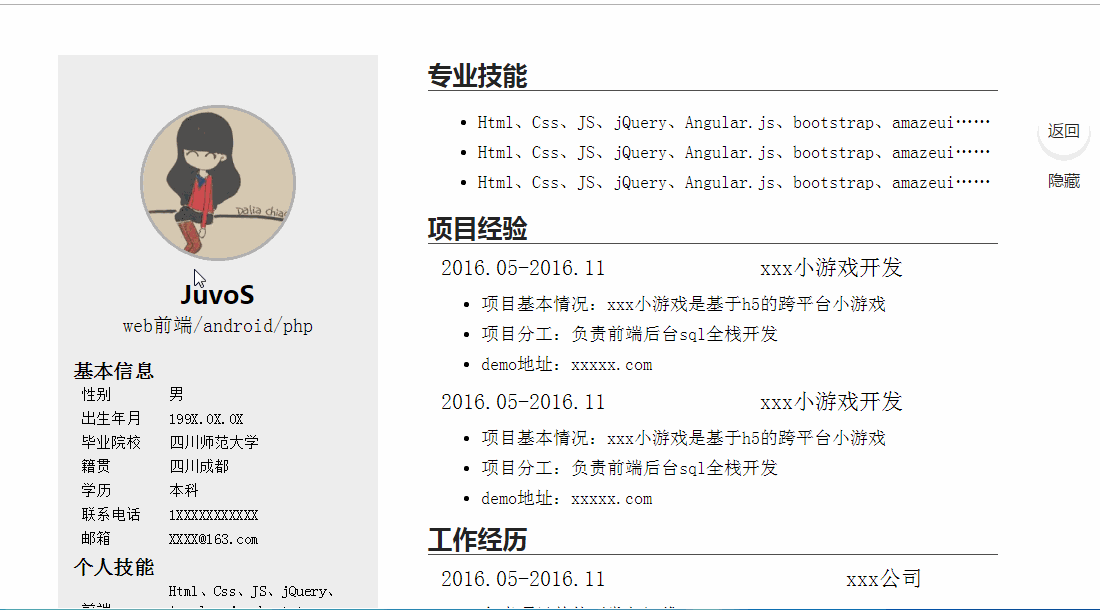 Dalia chiae
JuvoS
web前端/android/php
基本信息
性别 男
出生年月 199X.0X.0X
毕业院校 四川师范大学
籍贯 四川成都
学历 本科
联系电话 1XXXXXXXXXX
邮箱 XXXX@163.com
个人技能
Html、Css、JS、jQuery、
前端
专业技能
Html、Css、JS、jQuery、Angular.js、bootstrap、amazeui……
Html、Css、JS、jQuery、Angular.js、bootstrap、amazeui……
Html、Css、JS、jQuery、Angular.js、bootstrap、amazeui……
项目经验
2016.05-2016.11 xxx小游戏开发
项目基本情况：xxx小游戏是基于h5的跨平台小游戏
项目分工：负责前端后台sql全栈开发
demo地址：xxxxx.com
2016.05-2016.11 xxx小游戏开发
项目基本情况：xxx小游戏是基于h5的跨平台小游戏
项目分工：负责前端后台sql全栈开发
demo地址：xxxxx.com
工作经历
2016.05-2016.11 xxx公司
返回
隐藏